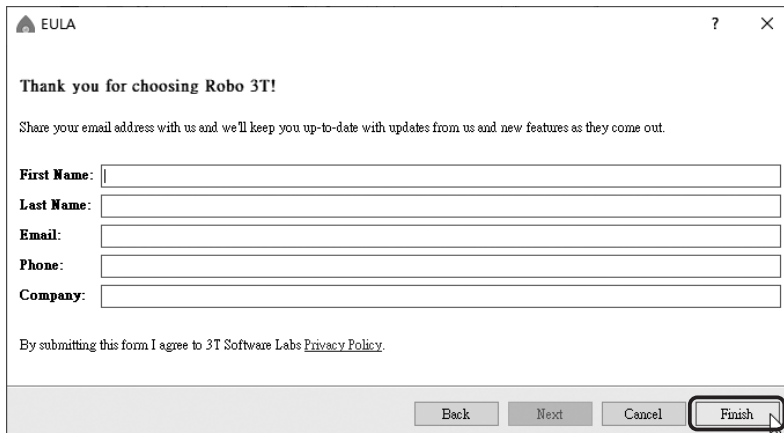 EULA ? ×
Thank you for choosing Robo 3T!
Share your email address with us and we'll keep you up-to-date with updates from us and new features as they come out.
First Name:
Last Name:
Email:
Phone:
Company:
By submitting this form I agree to 3T Software Labs Privacy Policy.
Back Next Cancel Finish